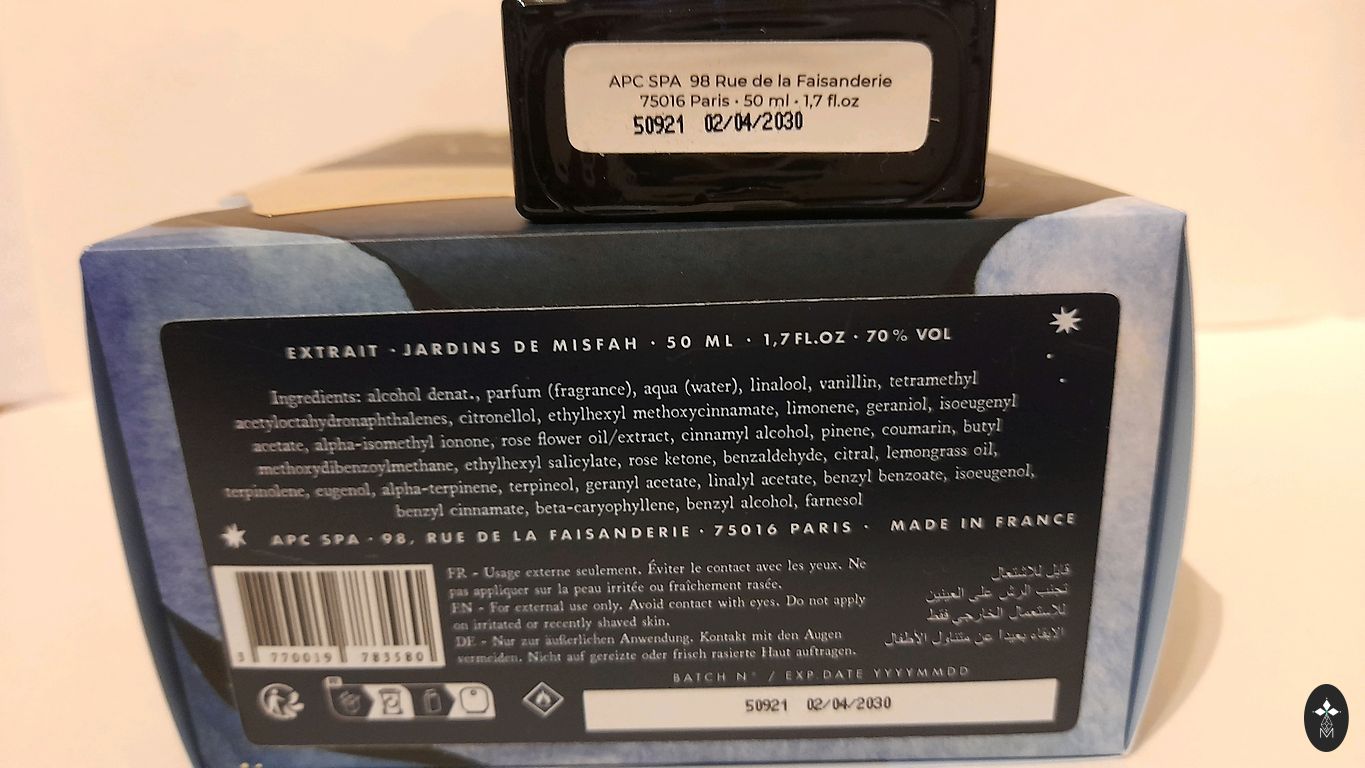 APC SPA 98 Rue de la Faisanderie
75016 Paris · 50 ml · 1,7 fl.oz
50921 02/04/2030
EXTRAIT · JARDINS DE MISFAH · 50 ML · 1,7FL.OZ · 70% VOL
Ingredients: alcohol denat., parfum (fragrance), aqua (water), linalool, vanillin, tetramethyl
acetyloctahydronaphthalenes, citronellol, ethylhexyl methoxycinnamate, limonene, geraniol, isoeugenyl
acetate, alpha-isomethyl ionone, rose flower oil/extract, cinnamyl alcohol, pinene, coumarin, butyl
methoxydibenzoylmethane, ethylhexyl salicylate, rose ketone, benzaldehyde, citral, lemongrass oil,
terpinolene, eugenol, alpha-terpinene, terpineol, geranyl acetate, linalyl acetate, benzyl benzoate, isoeugenol,
benzyl cinnamate, beta-caryophyllene, benzyl alcohol, farnesol
APC SPA · 98, RUE DE LA FAISANDERIE · 75016 PARIS · MADE IN FRANCE
FR - Usage externe seulement. Éviter le contact avec les yeux. Ne
pas appliquer sur la peau irritée ou fraîchement rasée.
EN - For external use only. Avoid contact with eyes. Do not apply
on irritated or recently shaved skin.
DE - Nur zur äußerlichen Anwendung. Kontakt mit den Augen
vermeiden. Nicht auf gereizte oder frisch rasierte Haut auftragen.
قابل للاشتعال
تجنب الرش على العينين
للاستعمال الخارجي فقط
الإبقاء بعيدا عن متناول الأطفال
3 770019 783580
BATCH N° / EXP.DATE YYYYMMDD
50921 02/04/2030
M